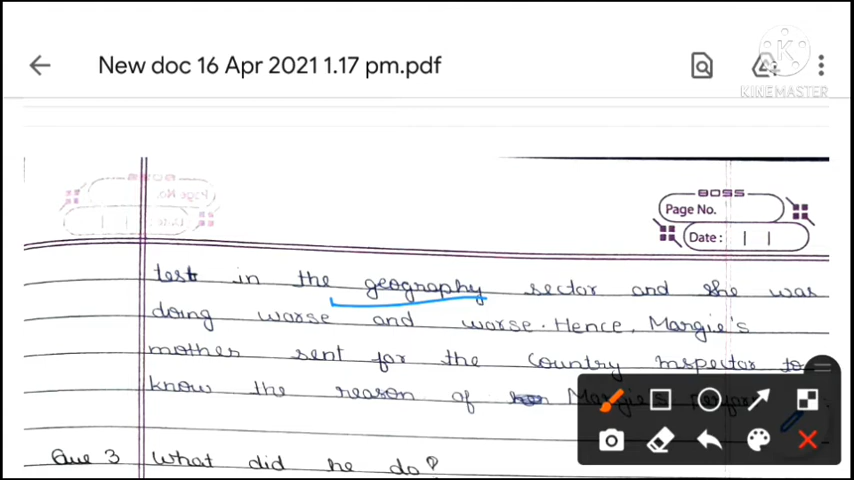 New doc 16 Apr 2021 1.17 pm.pdf
KINEMASTER
BOSS
Page No.
Date :
test in the geography sector and she was
doing worse and worse. Hence, Margie's
mother sent for the Country Inspector to
know the reason of Margie's
Que 3 What did he do?